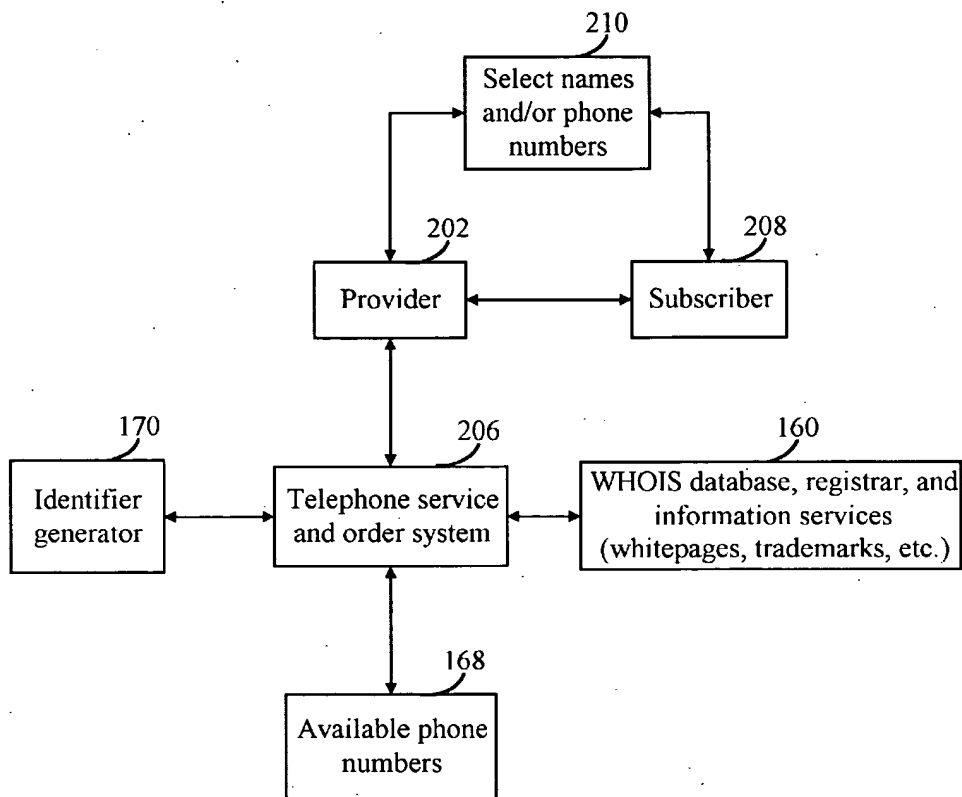 210
Select names
and/or phone
numbers
202
208
Provider
Subscriber
170
206
160
Identifier
generator
Telephone service
and order system
WHOIS database, registrar, and
information services
(whitepages, trademarks, etc.)
168
Available phone
numbers